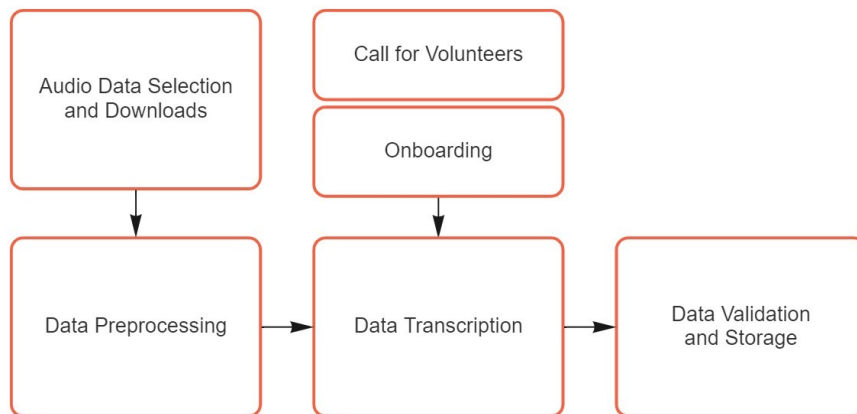 Audio Data Selection
and Downloads
Call for Volunteers
Onboarding
Data Preprocessing
Data Transcription
Data Validation
and Storage